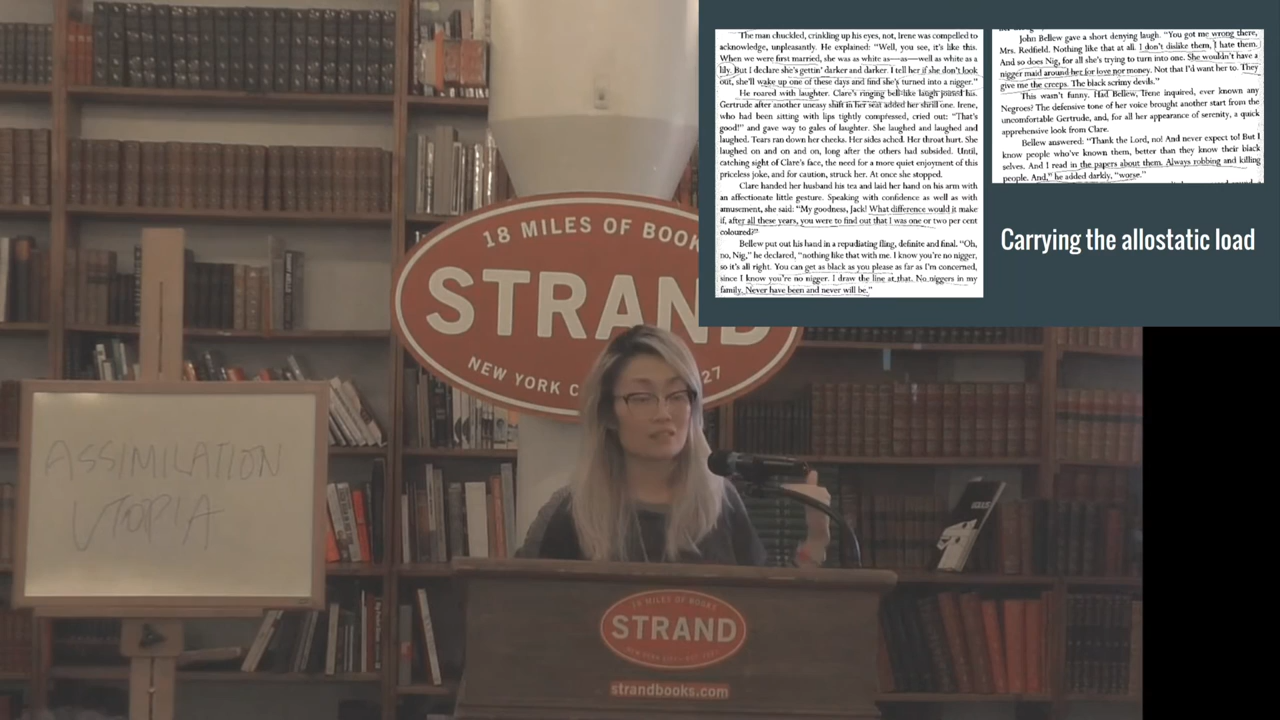 The man chuckled, crinkling up his eyes, not, Irene was compelled to
acknowledge, unpleasantly. He explained: "Well, you see, it's like this.
When we were first married, she was as white as—as—well as white as a
lily. But I declare she's gettin' darker and darker. I tell her if she don't look
out, she'll wake up one of these days and find she's turned into a nigger."
He roared with laughter. Clare's ringing bell-like laugh joined his.
Gertrude after another uneasy shift in her seat added her shrill one. Irene,
who had been sitting with lips tightly compressed, cried out: "That's
good!" and gave way to gales of laughter. She laughed and laughed and
laughed. Tears ran down her cheeks. Her sides ached. Her throat hurt. She
laughed on and on and on, long after the others had subsided. Until,
catching sight of Clare's face, the need for a more quiet enjoyment of this
priceless joke, and for caution, struck her. At once she stopped.
Clare handed her husband his tea and laid her hand on his arm with
an affectionate little gesture. Speaking with confidence as well as with
amusement, she said: "My goodness, Jack! What difference would it make
if, after all these years, you were to find out that I was one or two per cent
coloured?"
Bellew put out his hand in a repudiating fling, definite and final. "Oh,
no, Nig," he declared, "nothing like that with me. I know you're no nigger,
so it's all right. You can get as black as you please as far as I'm concerned,
since I know you're no nigger. I draw the line at that. No niggers in my
family. Never have been and never will be."
John Bellew gave a short denying laugh. "You got me wrong there,
Mrs. Redfield. Nothing like that at all. I don't dislike them, I hate them.
And so does Nig, for all she's trying to turn into one. She wouldn't have a
nigger maid around her for love nor money. Not that I'd want her to. They
give me the creeps. The black scrimy devils."
This wasn't funny. Had Bellew, Irene inquired, ever known any
Negroes? The defensive tone of her voice brought another start from the
uncomfortable Gertrude, and, for all her appearance of serenity, a quick
apprehensive look from Clare.
Bellew answered: "Thank the Lord, no! And never expect to! But I
know people who've known them, better than they know their black
selves. And I read in the papers about them. Always robbing and killing
people. And," he added darkly, "worse."
Carrying the allostatic load
18 MILES OF BOOK
STRAND
NEW YORK C 27
ASSIMILATION
UTOPIA
18 MILES OF BOOKS
STRAND
strandbooks.com